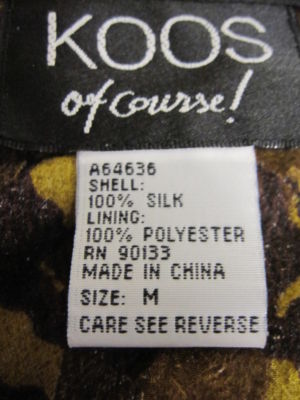 KOOS
of Course!
A64636
SHELL:
100% SILK
LINING:
100% POLYESTER
RN 90133
MADE IN CHINA
SIZE: M
CARE SEE REVERSE